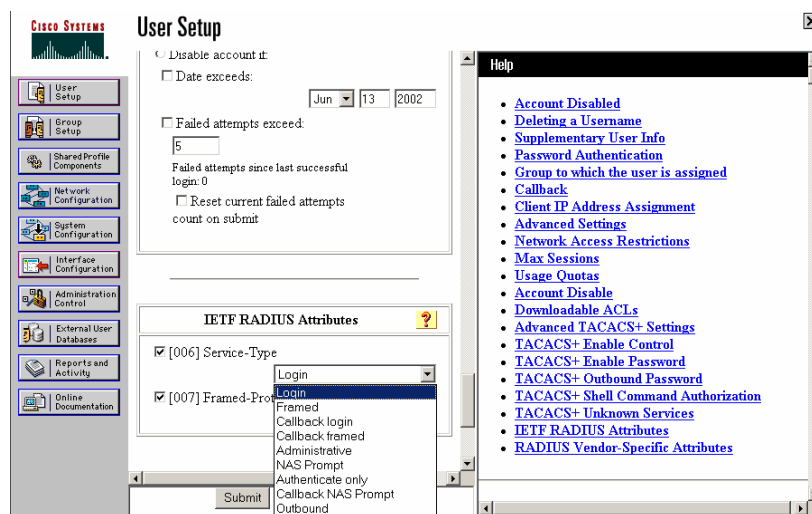 CISCO SYSTEMS
User Setup
User
Setup
Group
Setup
Shared Profile
Components
Network
Configuration
System
Configuration
Interface
Configuration
Administration
Control
External User
Databases
Reports and
Activity
Online
Documentation
Disable account if:
Date exceeds:
Jun 13 2002
Failed attempts exceed:
5
Failed attempts since last successful
login: 0
Reset current failed attempts
count on submit
IETF RADIUS Attributes ?
[006] Service-Type
Login
[007] Framed-Prot
Login
Framed
Callback login
Callback framed
Administrative
NAS Prompt
Authenticate only
Callback NAS Prompt
Outbound
Submit
Help
Account Disabled
Deleting a Username
Supplementary User Info
Password Authentication
Group to which the user is assigned
Callback
Client IP Address Assignment
Advanced Settings
Network Access Restrictions
Max Sessions
Usage Quotas
Account Disable
Downloadable ACLs
Advanced TACACS+ Settings
TACACS+ Enable Control
TACACS+ Enable Password
TACACS+ Outbound Password
TACACS+ Shell Command Authorization
TACACS+ Unknown Services
IETF RADIUS Attributes
RADIUS Vendor-Specific Attributes